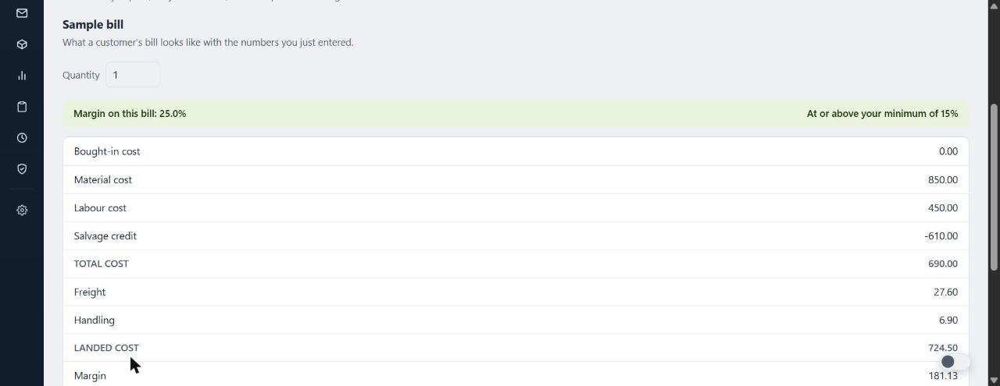 Sample bill
What a customer's bill looks like with the numbers you just entered.
Quantity 1
Margin on this bill: 25.0% At or above your minimum of 15%
Bought-in cost 0.00
Material cost 850.00
Labour cost 450.00
Salvage credit -610.00
TOTAL COST 690.00
Freight 27.60
Handling 6.90
LANDED COST 724.50
Margin 181.13